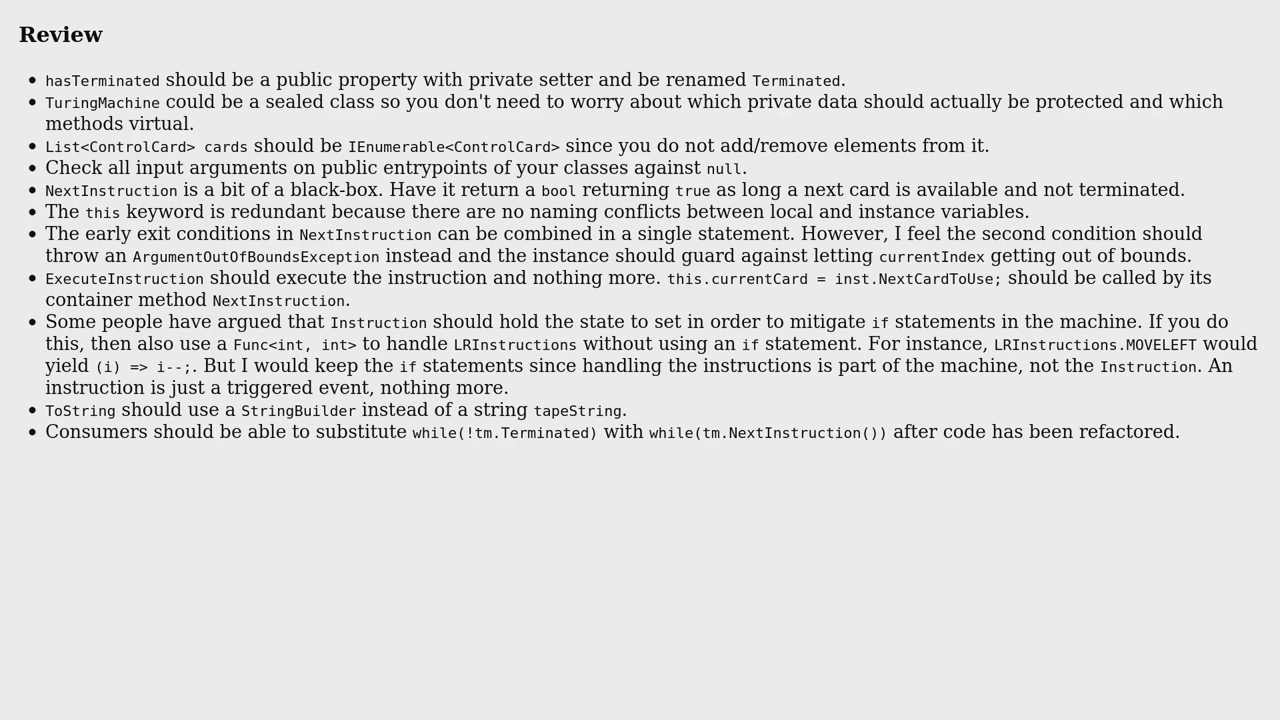 Review
hasTerminated should be a public property with private setter and be renamed Terminated.
TuringMachine could be a sealed class so you don't need to worry about which private data should actually be protected and which
methods virtual.
List<ControlCard> cards should be IEnumerable<ControlCard> since you do not add/remove elements from it.
Check all input arguments on public entrypoints of your classes against null.
NextInstruction is a bit of a black-box. Have it return a bool returning true as long a next card is available and not terminated.
The this keyword is redundant because there are no naming conflicts between local and instance variables.
The early exit conditions in NextInstruction can be combined in a single statement. However, I feel the second condition should
throw an ArgumentOutOfBoundsException instead and the instance should guard against letting currentIndex getting out of bounds.
ExecuteInstruction should execute the instruction and nothing more. this.currentCard = inst.NextCardToUse; should be called by its
container method NextInstruction.
Some people have argued that Instruction should hold the state to set in order to mitigate if statements in the machine. If you do
this, then also use a Func<int, int> to handle LRInstructions without using an if statement. For instance, LRInstructions.MOVELEFT would
yield (i) => i--;. But I would keep the if statements since handling the instructions is part of the machine, not the Instruction. An
instruction is just a triggered event, nothing more.
ToString should use a StringBuilder instead of a string tapeString.
Consumers should be able to substitute while(!tm.Terminated) with while(tm.NextInstruction()) after code has been refactored.